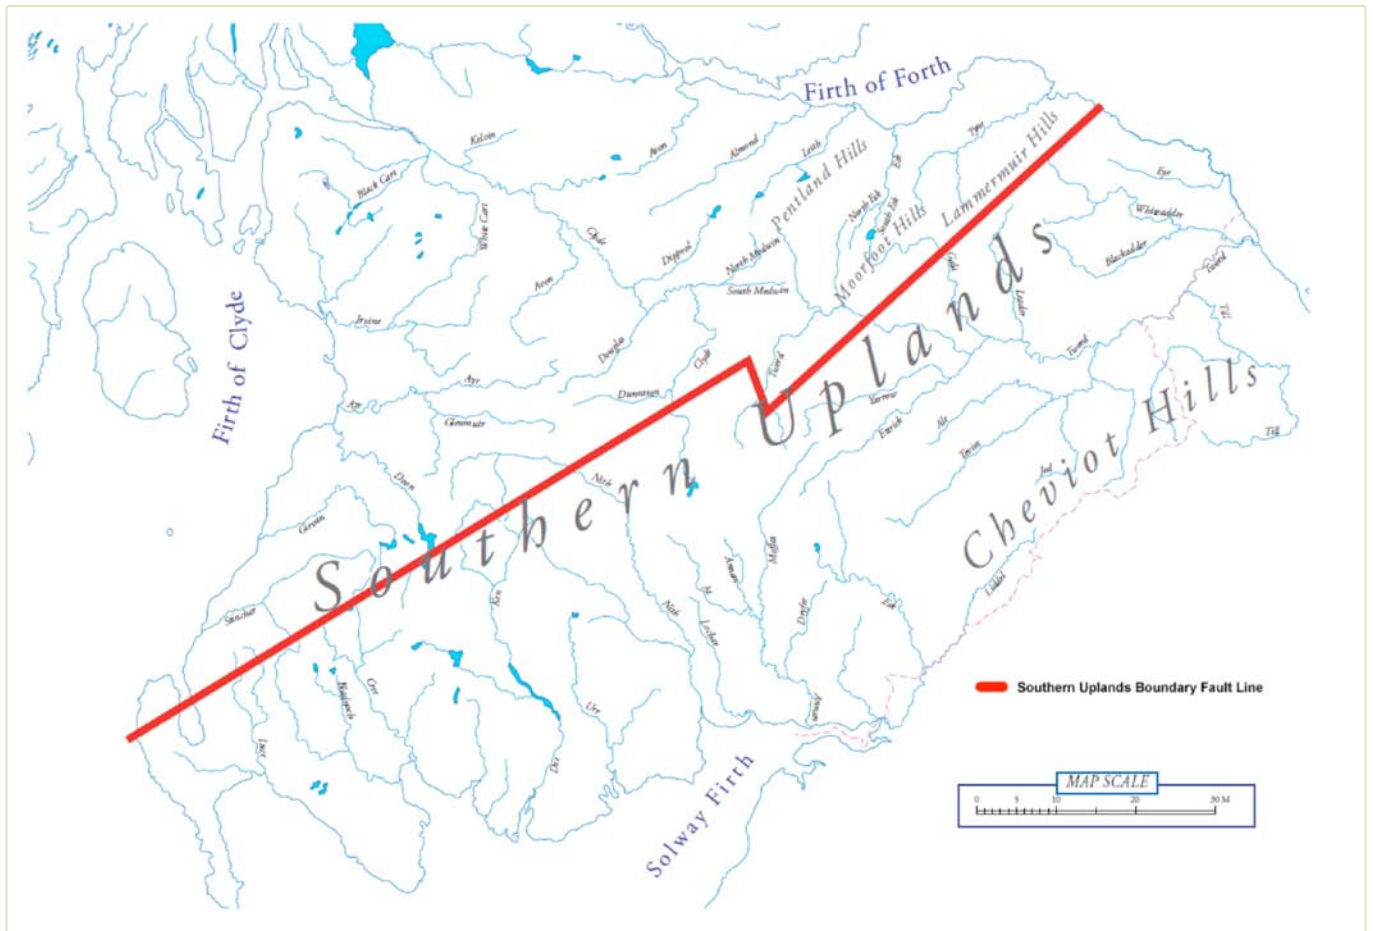 Firth of Forth
Kelvin
Avon
Almond
Leith
Tyne
Lammermuir Hills
Pentland Hills
Esk
Eye
Black Cart
White Cart
North Esk
South Esk
Moorfoot Hills
Whiteadder
Blackadder
Clyde
Dippool
North Medwin
South Medwin
Avon
Gala
Leader
Tweed
Till
Firth of Clyde
Irvine
Douglas
Clyde
Tweed
Tweed
Ayr
Ayr
Duneaton
Glenmuir
Yarrow
Ettrick
Ale
Teviot
Jed
Till
Southern Uplands
Cheviot Hills
Doon
Nith
Girvan
Stinchar
Ken
Nith
Annan
Moffat
Dryfe
Esk
Liddel
Lochar
Cree
Bladnoch
Luce
Urr
Dee
Solway Firth
Southern Uplands Boundary Fault Line
MAP SCALE
0 5 10 20 30 M